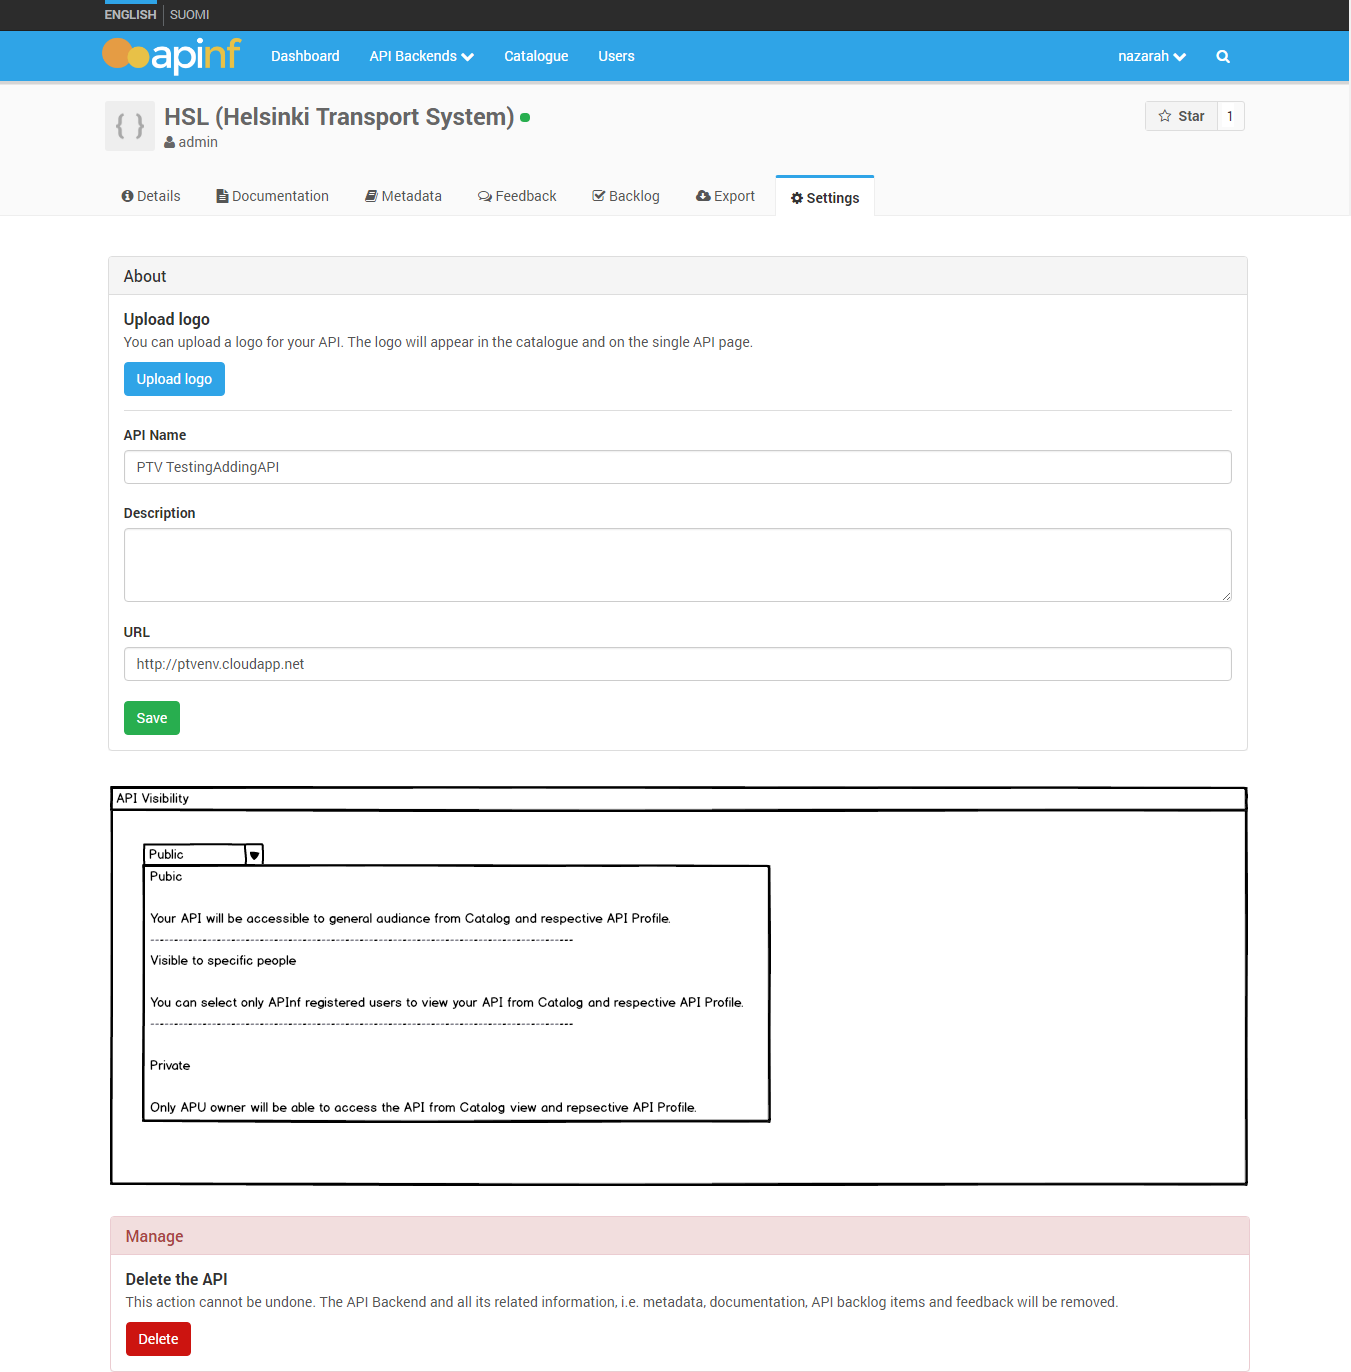 ENGLISH SUOMI
apinf Dashboard API Backends Catalogue Users nazarah
HSL (Helsinki Transport System)
admin
Star 1
Details Documentation Metadata Feedback Backlog Export Settings
About
Upload logo
You can upload a logo for your API. The logo will appear in the catalogue and on the single API page.
Upload logo
API Name
PTV TestingAddingAPI
Description
URL
http://ptvenv.cloudapp.net
Save
API Visibility
Public
Pubic
Your API will be accessible to general audiance from Catalog and respective API Profile.
Visible to specific people
You can select only APInf registered users to view your API from Catalog and respective API Profile.
Private
Only APU owner will be able to access the API from Catalog view and repsective API Profile.
Manage
Delete the API
This action cannot be undone. The API Backend and all its related information, i.e. metadata, documentation, API backlog items and feedback will be removed.
Delete